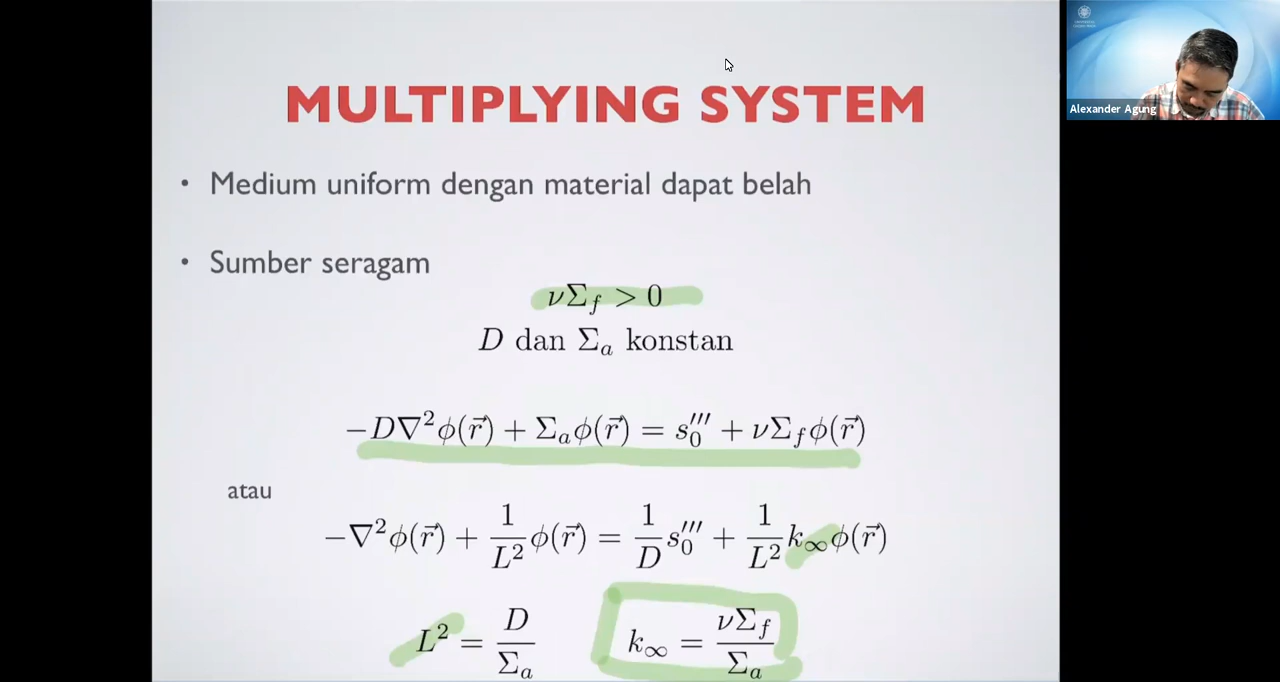 MULTIPLYING SYSTEM
• Medium uniform dengan material dapat belah
• Sumber seragam
νΣ_f > 0
D dan Σ_a konstan
−D∇²ϕ(r⃗) + Σ_aϕ(r⃗) = s₀''' + νΣ_fϕ(r⃗)
atau
−∇²ϕ(r⃗) + 1/L² ϕ(r⃗) = 1/D s₀''' + 1/L² k_∞ϕ(r⃗)
L² = D/Σ_a k_∞ = νΣ_f/Σ_a
Alexander Agung